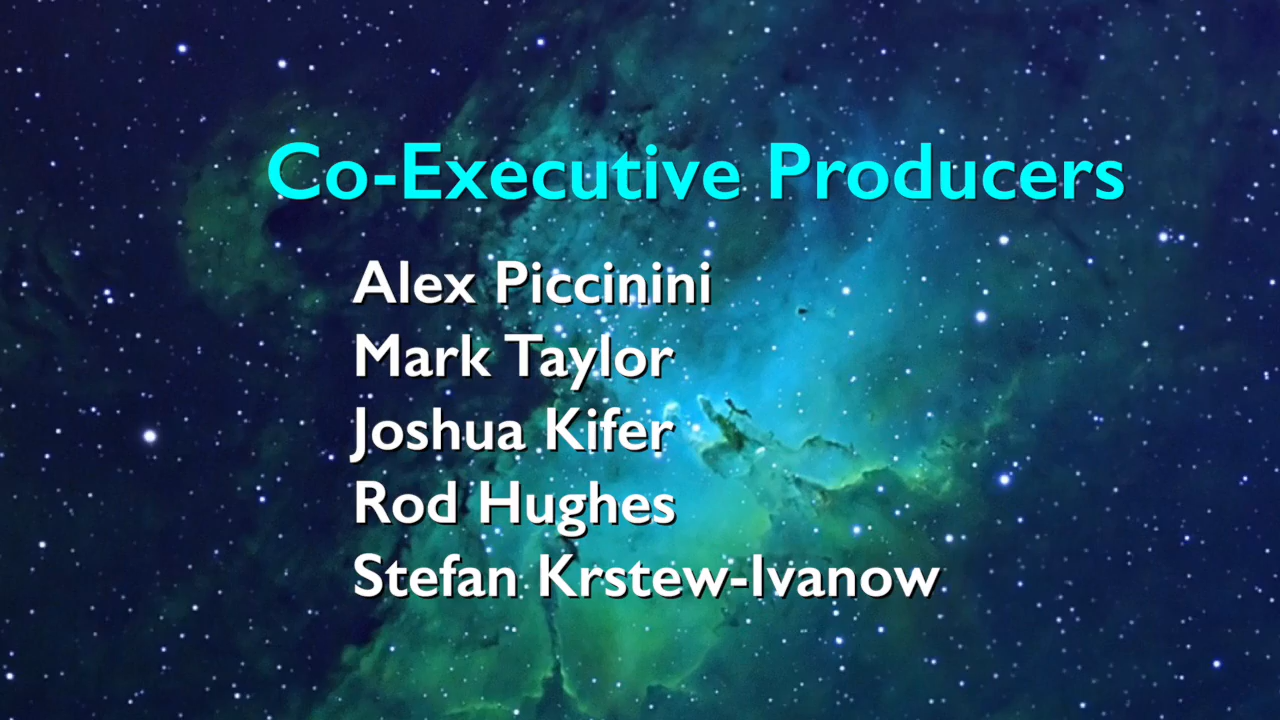 Co-Executive Producers
Alex Piccinini
Mark Taylor
Joshua Kifer
Rod Hughes
Stefan Krstew-Ivanow